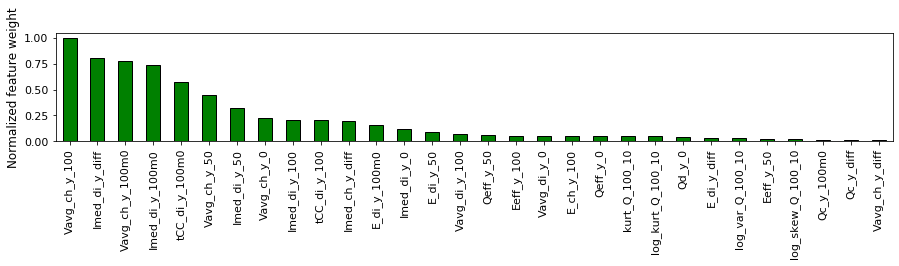 Normalized feature weight
1.00
0.75
0.50
0.25
0.00
Vavg_ch_y_100
Imed_di_y_diff
Vavg_ch_y_100m0
Imed_di_y_100m0
tCC_di_y_100m0
Vavg_ch_y_50
Imed_di_y_50
Vavg_ch_y_0
Imed_di_y_100
tCC_di_y_100
Imed_ch_y_diff
E_di_y_100m0
Imed_di_y_0
E_di_y_50
Vavg_di_y_100
Qeff_y_50
Eeff_y_100
Vavg_di_y_0
E_ch_y_100
Qeff_y_0
kurt_Q_100_10
log_kurt_Q_100_10
Qd_y_0
E_di_y_diff
log_var_Q_100_10
Eeff_y_50
log_skew_Q_100_10
Qc_y_100m0
Qc_y_diff
Vavg_ch_y_diff